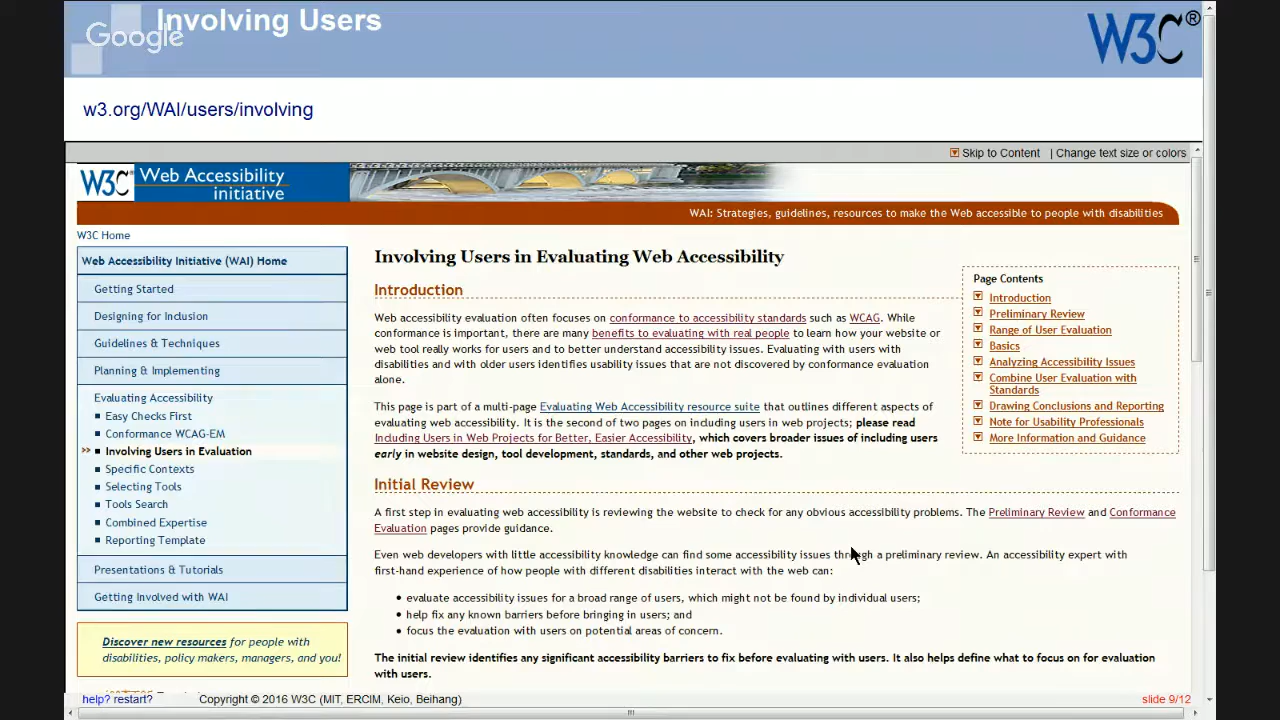 Involving Users
Google
W3C®
w3.org/WAI/users/involving
Skip to Content | Change text size or colors
W3C Web Accessibility
initiative
WAI: Strategies, guidelines, resources to make the Web accessible to people with disabilities
W3C Home
Web Accessibility Initiative (WAI) Home
Getting Started
Designing for Inclusion
Guidelines & Techniques
Planning & Implementing
Evaluating Accessibility
Easy Checks First
Conformance WCAG-EM
Involving Users in Evaluation
Specific Contexts
Selecting Tools
Tools Search
Combined Expertise
Reporting Template
Presentations & Tutorials
Getting Involved with WAI
Discover new resources for people with
disabilities, policy makers, managers, and you!
Involving Users in Evaluating Web Accessibility
Introduction
Web accessibility evaluation often focuses on conformance to accessibility standards such as WCAG. While
conformance is important, there are many benefits to evaluating with real people to learn how your website or
web tool really works for users and to better understand accessibility issues. Evaluating with users with
disabilities and with older users identifies usability issues that are not discovered by conformance evaluation
alone.
This page is part of a multi-page Evaluating Web Accessibility resource suite that outlines different aspects of
evaluating web accessibility. It is the second of two pages on including users in web projects; please read
Including Users in Web Projects for Better, Easier Accessibility, which covers broader issues of including users
early in website design, tool development, standards, and other web projects.
Page Contents
Introduction
Preliminary Review
Range of User Evaluation
Basics
Analyzing Accessibility Issues
Combine User Evaluation with
Standards
Drawing Conclusions and Reporting
Note for Usability Professionals
More Information and Guidance
Initial Review
A first step in evaluating web accessibility is reviewing the website to check for any obvious accessibility problems. The Preliminary Review and Conformance
Evaluation pages provide guidance.
Even web developers with little accessibility knowledge can find some accessibility issues through a preliminary review. An accessibility expert with
first-hand experience of how people with different disabilities interact with the web can:
evaluate accessibility issues for a broad range of users, which might not be found by individual users;
help fix any known barriers before bringing in users; and
focus the evaluation with users on potential areas of concern.
The initial review identifies any significant accessibility barriers to fix before evaluating with users. It also helps define what to focus on for evaluation
with users.
help? restart?
Copyright © 2016 W3C (MIT, ERCIM, Keio, Beihang)
slide 9/12